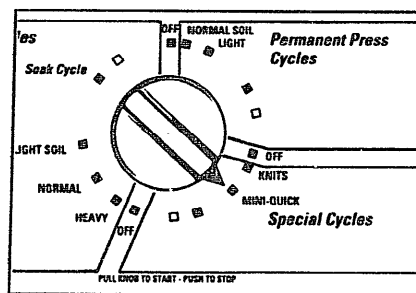 OFF NORMAL SOIL
LIGHT
Permanent Press
Cycles
Soak Cycle
OFF
KNITS
LIGHT SOIL
NORMAL
MINI-QUICK
HEAVY
OFF
Special Cycles
PULL KNOB TO START - PUSH TO STOP